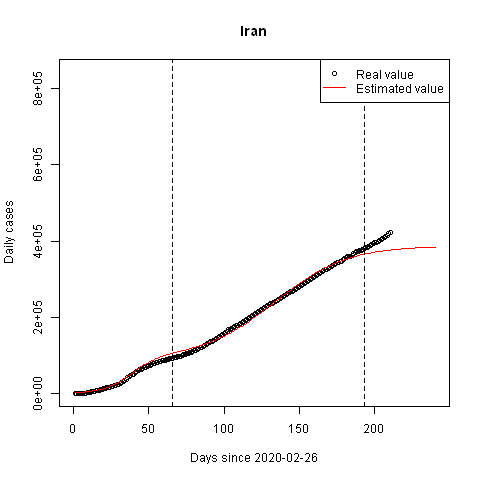 Iran
Real value
Estimated value
Daily cases
0e+00
2e+05
4e+05
6e+05
8e+05
0
50
100
150
200
Days since 2020-02-26